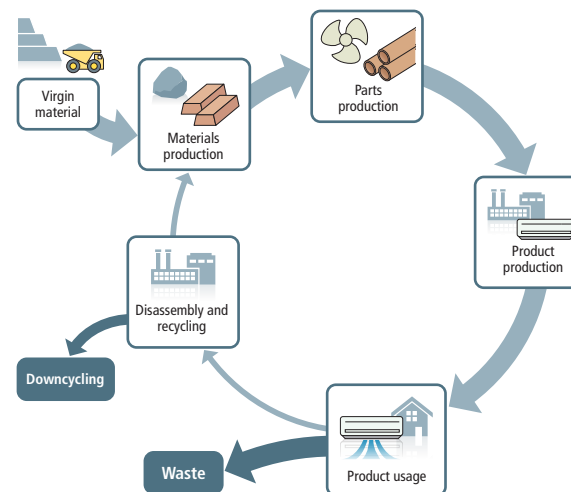 Virgin
material
Materials
production
Parts
production
Product
production
Product usage
Waste
Disassembly and
recycling
Downcycling